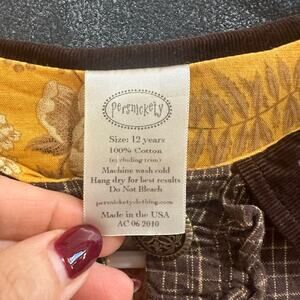 persnickety
Size: 12 years
100% Cotton
(excluding trim)
Machine wash cold
Hang dry for best results
Do Not Bleach
persnicketyclothing.com
Made in the USA
AC 06 2010